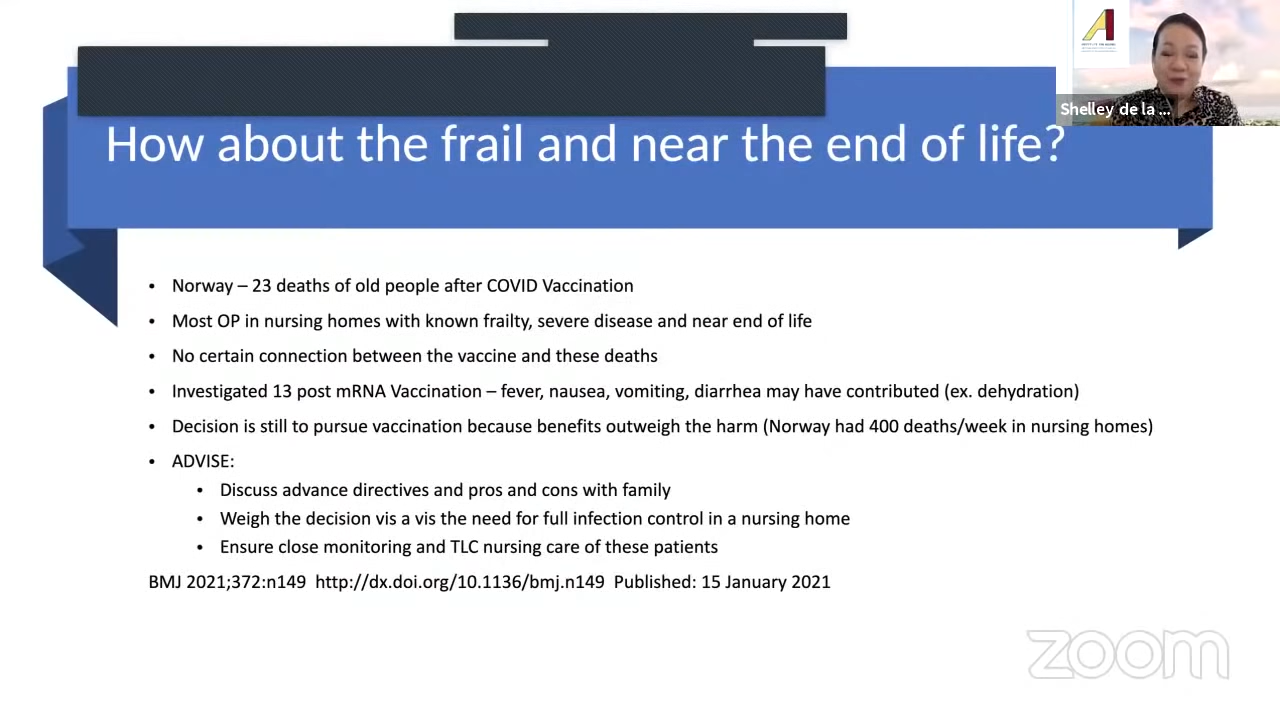 Shelley de la ...
How about the frail and near the end of life?
• Norway – 23 deaths of old people after COVID Vaccination
• Most OP in nursing homes with known frailty, severe disease and near end of life
• No certain connection between the vaccine and these deaths
• Investigated 13 post mRNA Vaccination – fever, nausea, vomiting, diarrhea may have contributed (ex. dehydration)
• Decision is still to pursue vaccination because benefits outweigh the harm (Norway had 400 deaths/week in nursing homes)
• ADVISE:
• Discuss advance directives and pros and cons with family
• Weigh the decision vis a vis the need for full infection control in a nursing home
• Ensure close monitoring and TLC nursing care of these patients
BMJ 2021;372:n149 http://dx.doi.org/10.1136/bmj.n149 Published: 15 January 2021
zoom